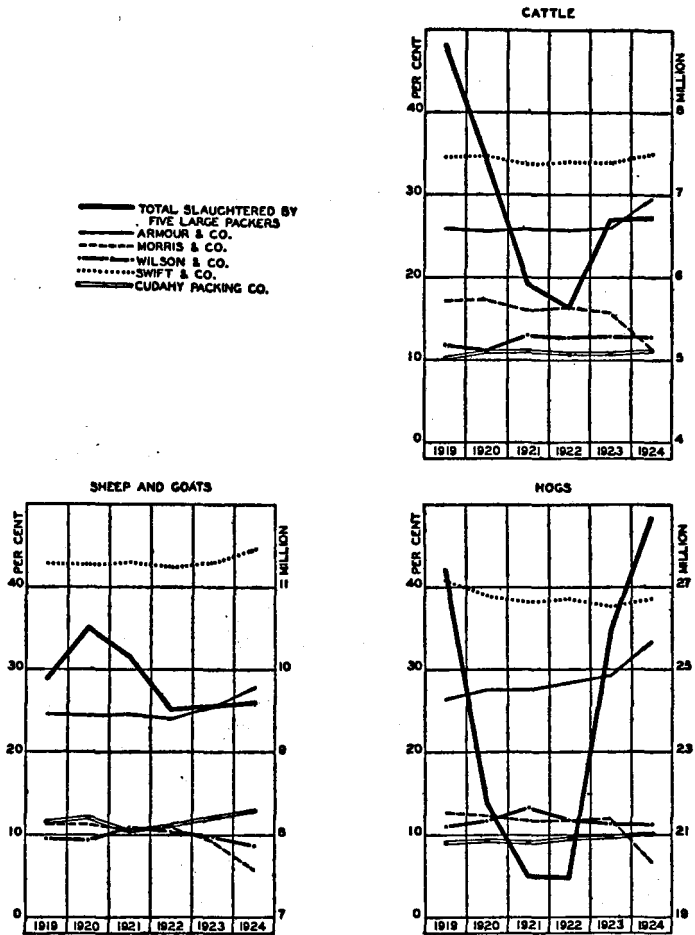 CATTLE
PER CENT
MILLION
40
8
30
7
20
6
10
5
0
4
1919 1920 1921 1922 1923 1924
TOTAL SLAUGHTERED BY
FIVE LARGE PACKERS
ARMOUR & CO.
MORRIS & CO.
WILSON & CO.
SWIFT & CO.
CUDAHY PACKING CO.
SHEEP AND GOATS
PER CENT
MILLION
40
11
30
10
20
9
10
8
0
7
1919 1920 1921 1922 1923 1924
HOGS
PER CENT
MILLION
40
27
30
25
20
23
10
21
0
19
1919 1920 1921 1922 1923 1924